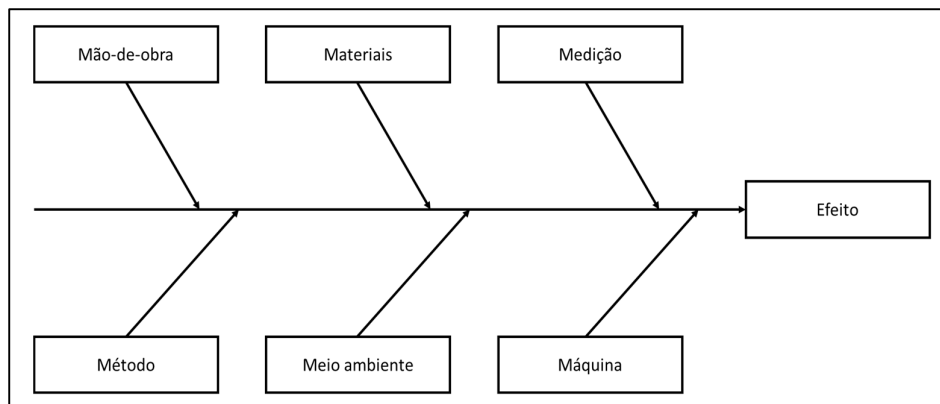 Mão-de-obra
Materiais
Medição
Efeito
Método
Meio ambiente
Máquina